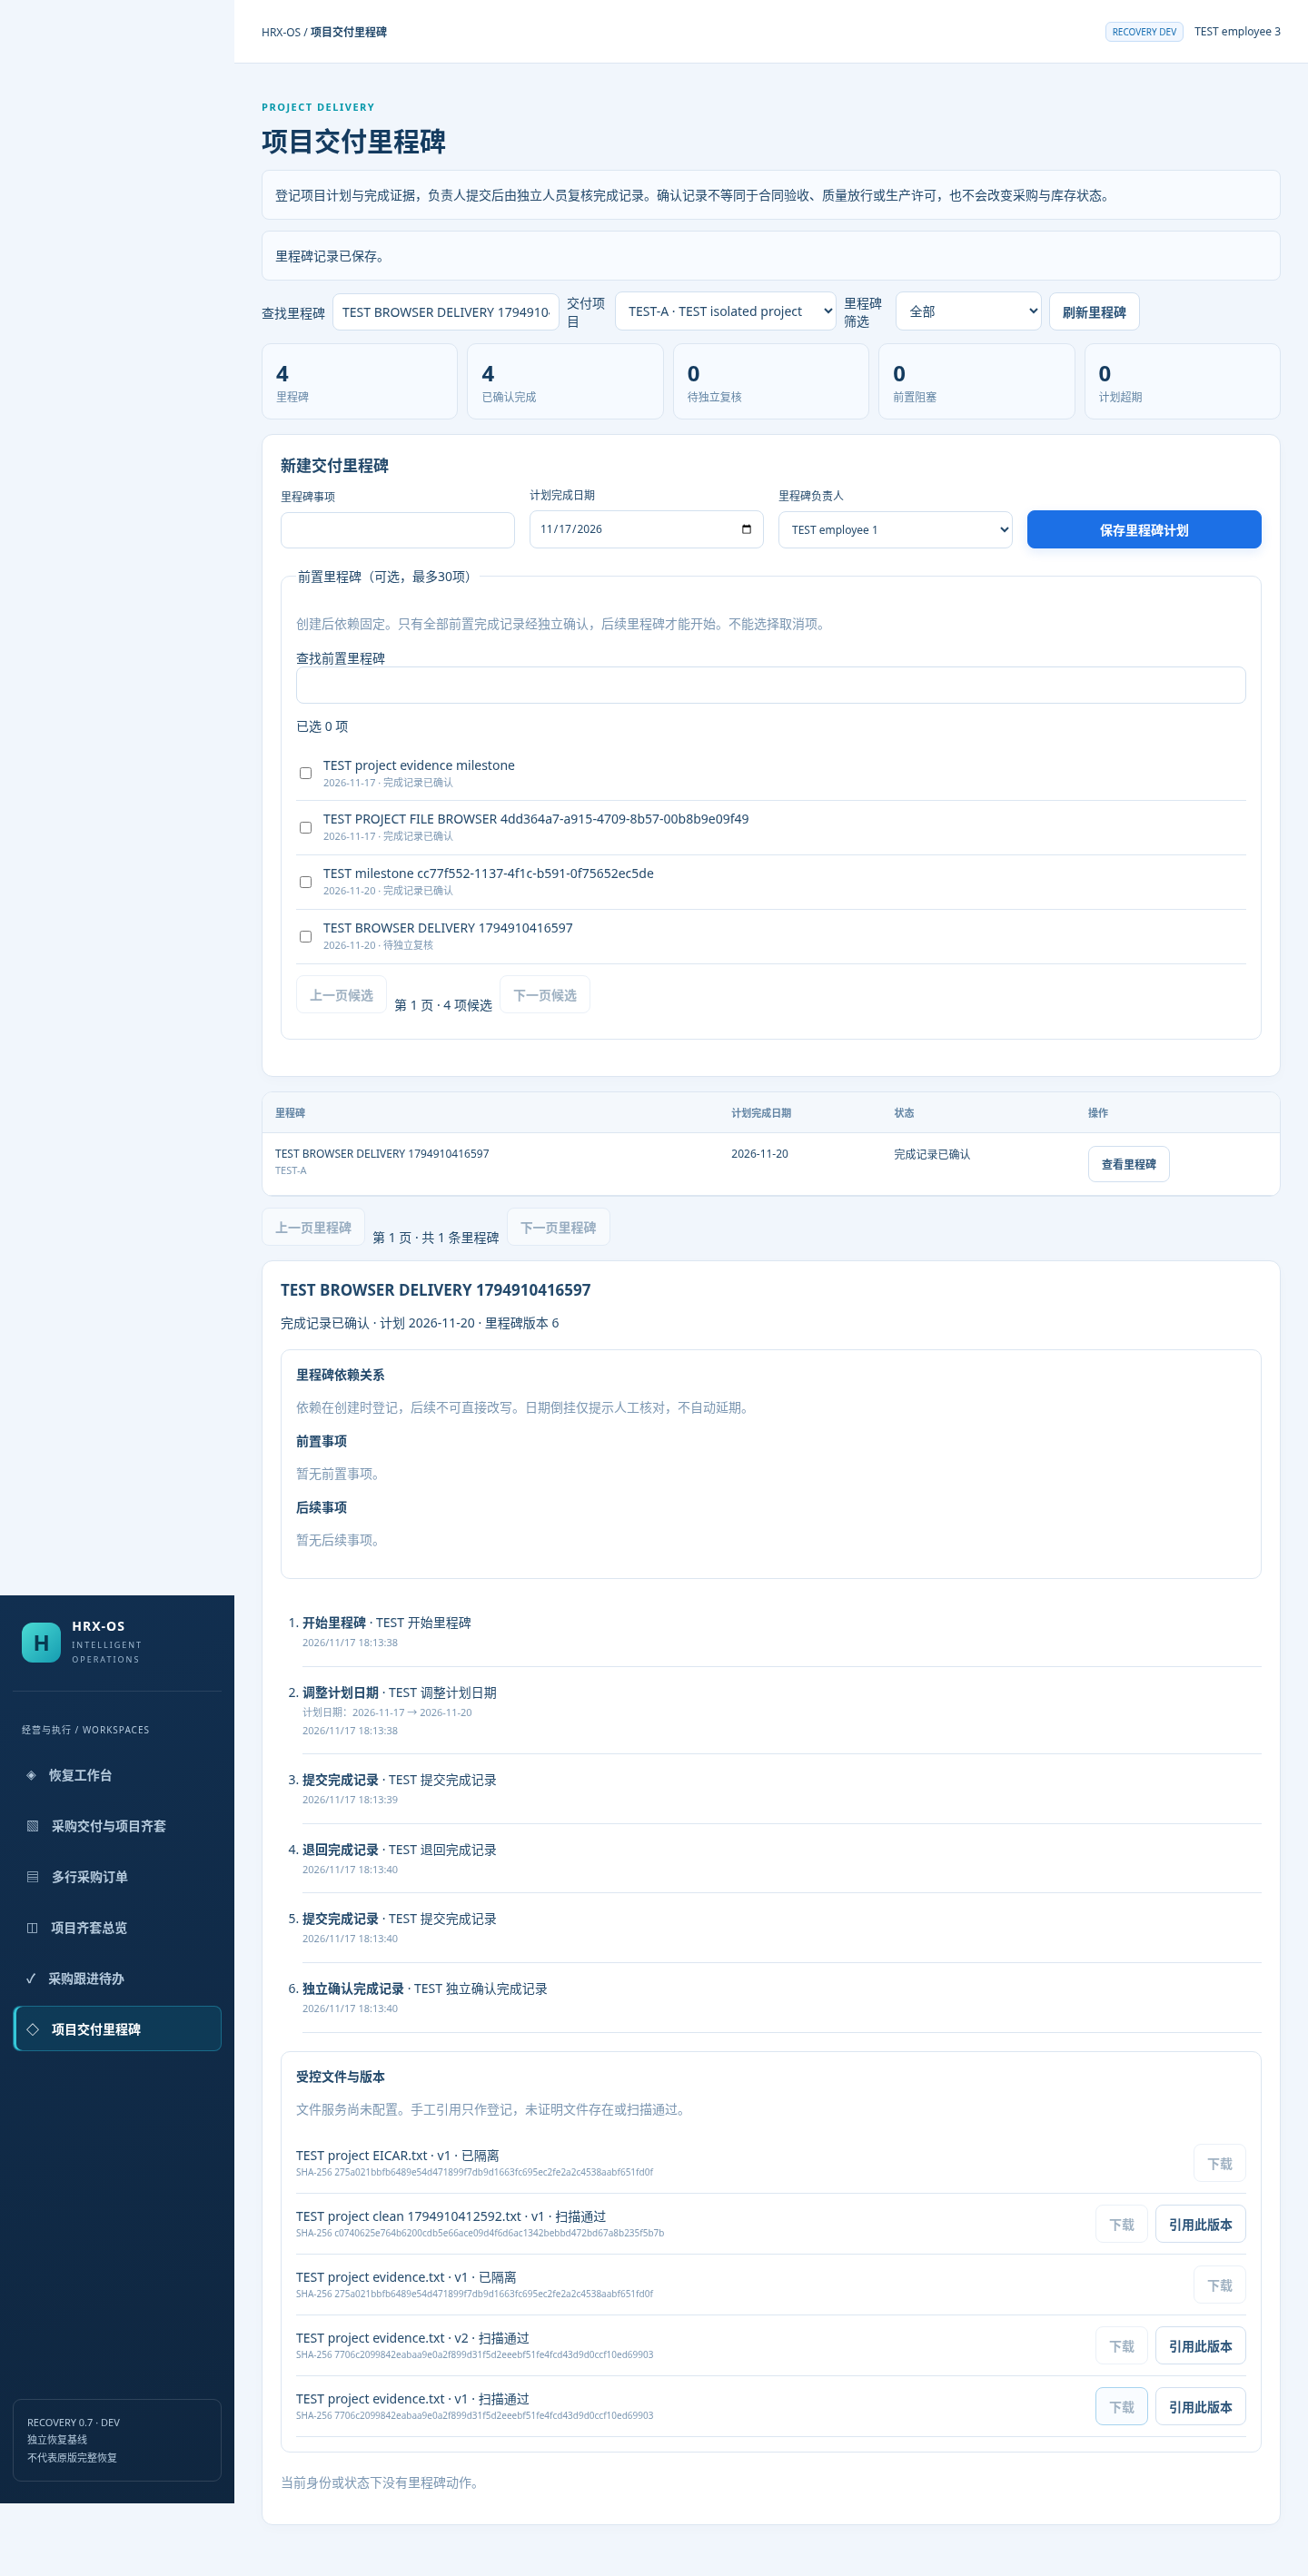 HRX-OS / 项目交付里程碑
RECOVERY DEV
TEST employee 3
PROJECT DELIVERY
项目交付里程碑
登记项目计划与完成证据，负责人提交后由独立人员复核完成记录。确认记录不等同于合同验收、质量放行或生产许可，也不会改变采购与库存状态。
里程碑记录已保存。
查找里程碑
TEST BROWSER DELIVERY 1794910
交付项目
TEST-A · TEST isolated project
里程碑筛选
全部
刷新里程碑
4
里程碑
4
已确认完成
0
待独立复核
0
前置阻塞
0
计划超期
新建交付里程碑
里程碑事项
计划完成日期
11/17/2026
里程碑负责人
TEST employee 1
保存里程碑计划
前置里程碑（可选，最多30项）
创建后依赖固定。只有全部前置完成记录经独立确认，后续里程碑才能开始。不能选择取消项。
查找前置里程碑
已选 0 项
TEST project evidence milestone
2026-11-17 · 完成记录已确认
TEST PROJECT FILE BROWSER 4dd364a7-a915-4709-8b57-00b8b9e09f49
2026-11-17 · 完成记录已确认
TEST milestone cc77f552-1137-4f1c-b591-0f75652ec5de
2026-11-20 · 完成记录已确认
TEST BROWSER DELIVERY 1794910416597
2026-11-20 · 待独立复核
上一页候选
第 1 页 · 4 项候选
下一页候选
里程碑 计划完成日期 状态 操作
TEST BROWSER DELIVERY 1794910416597 2026-11-20 完成记录已确认 查看里程碑
TEST-A
上一页里程碑
第 1 页 · 共 1 条里程碑
下一页里程碑
TEST BROWSER DELIVERY 1794910416597
完成记录已确认 · 计划 2026-11-20 · 里程碑版本 6
里程碑依赖关系
依赖在创建时登记，后续不可直接改写。日期倒挂仅提示人工核对，不自动延期。
前置事项
暂无前置事项。
后续事项
暂无后续事项。
1. 开始里程碑 · TEST 开始里程碑
2026/11/17 18:13:38
2. 调整计划日期 · TEST 调整计划日期
计划日期：2026-11-17 → 2026-11-20
2026/11/17 18:13:38
3. 提交完成记录 · TEST 提交完成记录
2026/11/17 18:13:39
4. 退回完成记录 · TEST 退回完成记录
2026/11/17 18:13:40
5. 提交完成记录 · TEST 提交完成记录
2026/11/17 18:13:40
6. 独立确认完成记录 · TEST 独立确认完成记录
2026/11/17 18:13:40
受控文件与版本
文件服务尚未配置。手工引用只作登记，未证明文件存在或扫描通过。
TEST project EICAR.txt · v1 · 已隔离
SHA-256 275a021bbfb6489e54d471899f7db9d1663fc695ec2fe2a2c4538aabf651fd0f
下载
TEST project clean 1794910412592.txt · v1 · 扫描通过
SHA-256 c0740625e764b6200cdb5e66ace09d4f6d6ac1342bebbd472bd67a8b235f5b7b
下载
引用此版本
TEST project evidence.txt · v1 · 已隔离
SHA-256 275a021bbfb6489e54d471899f7db9d1663fc695ec2fe2a2c4538aabf651fd0f
下载
TEST project evidence.txt · v2 · 扫描通过
SHA-256 7706c2099842eabaa9e0a2f899d31f5d2eeebf51fe4fcd43d9d0ccf10ed69903
下载
引用此版本
TEST project evidence.txt · v1 · 扫描通过
SHA-256 7706c2099842eabaa9e0a2f899d31f5d2eeebf51fe4fcd43d9d0ccf10ed69903
下载
引用此版本
当前身份或状态下没有里程碑动作。
H
HRX-OS
INTELLIGENT
OPERATIONS
经营与执行 / WORKSPACES
恢复工作台
采购交付与项目齐套
多行采购订单
项目齐套总览
采购跟进待办
项目交付里程碑
RECOVERY 0.7 · DEV
独立恢复基线
不代表原版完整恢复